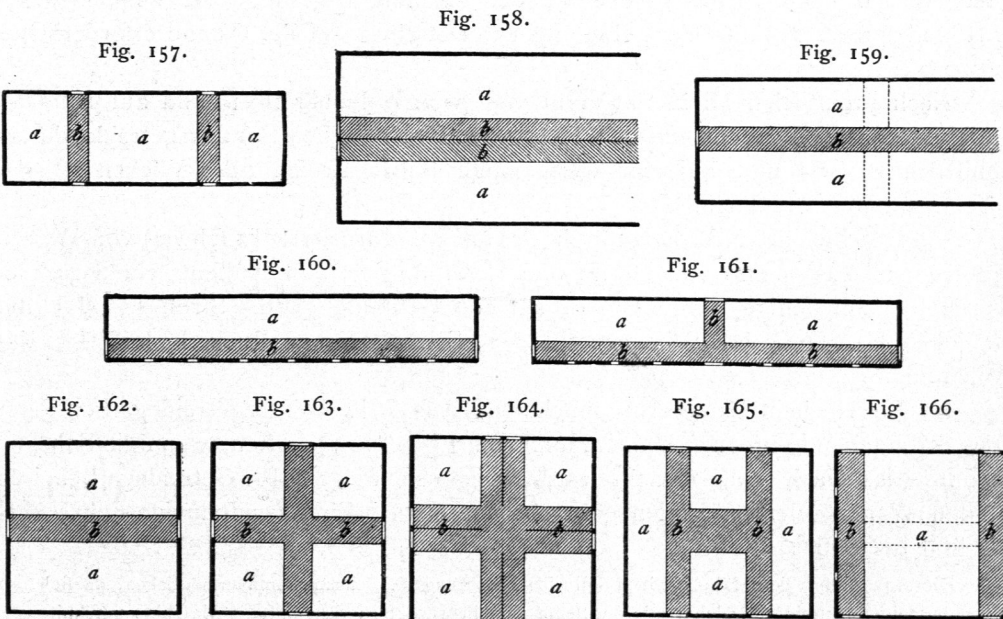 Fig. 158.
Fig. 157.
Fig. 159.
a b a b a
a
b
b
a
a
b
a
Fig. 160.
Fig. 161.
a
b
a b a
b b
Fig. 162.
Fig. 163.
Fig. 164.
Fig. 165.
Fig. 166.
a
b
a
a a
b b
a a
a a
b b
a a
a
a b b a
a
b a b